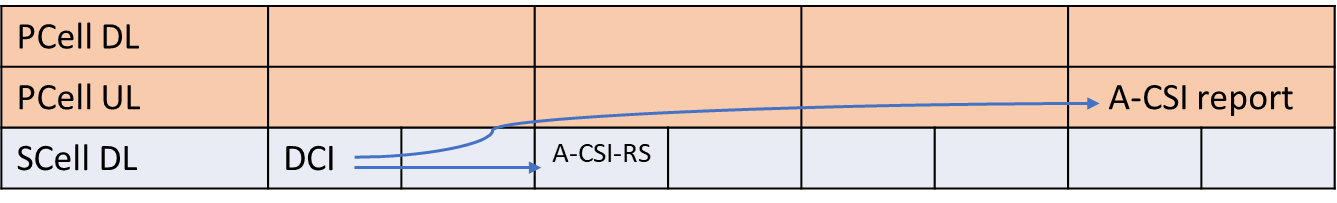 PCell DL
PCell UL
A-CSI report
SCell DL
DCI
A-CSI-RS